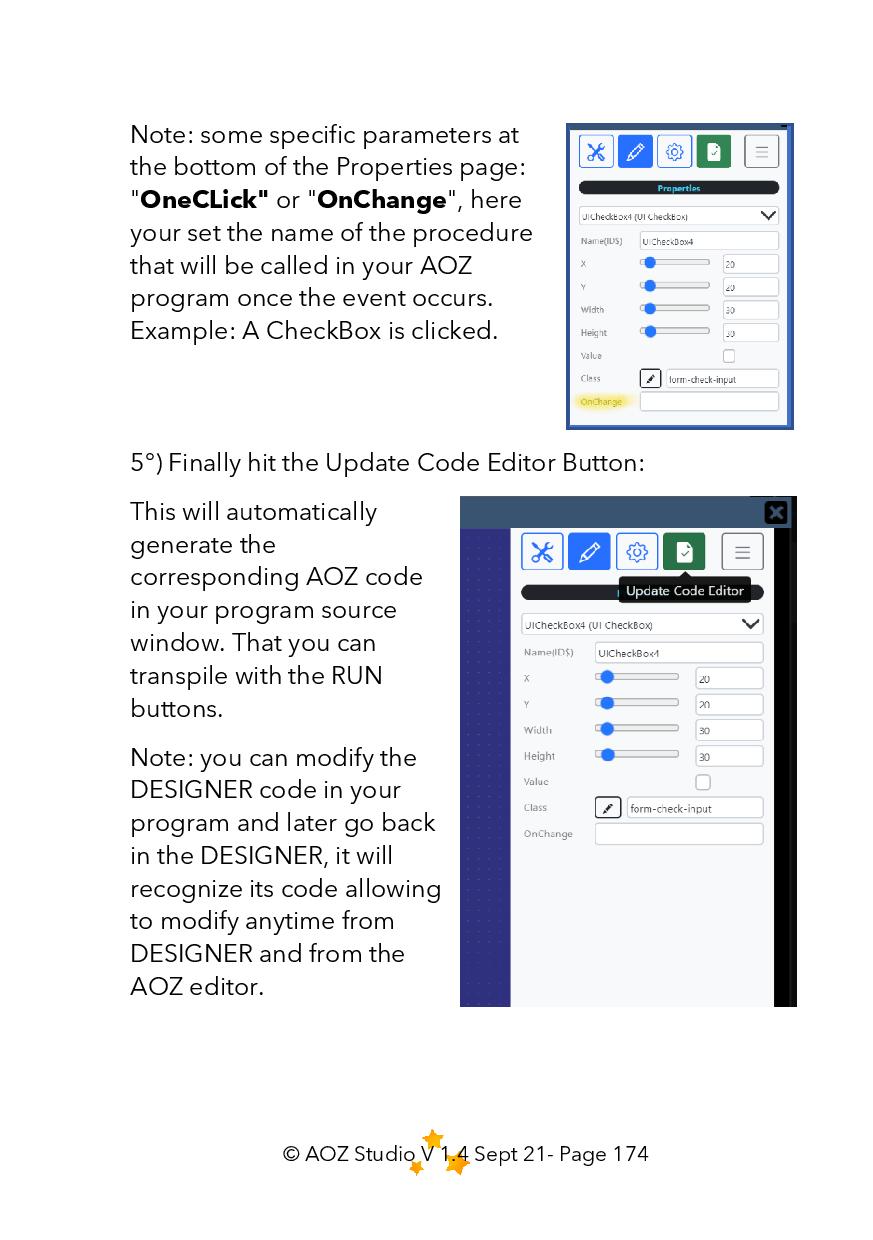 Note: some specific parameters at
the bottom of the Properties page:
"OneCLick" or "OnChange", here
your set the name of the procedure
that will be called in your AOZ
program once the event occurs.
Example: A CheckBox is clicked.
Properties
UICheckBox4 (UI CheckBox)
Name(ID$) UICheckBox4
X 20
Y 20
Width 30
Height 30
Value
Class form-check-input
OnChange
5°) Finally hit the Update Code Editor Button:
This will automatically
generate the
corresponding AOZ code
in your program source
window. That you can
transpile with the RUN
buttons.
Note: you can modify the
DESIGNER code in your
program and later go back
in the DESIGNER, it will
recognize its code allowing
to modify anytime from
DESIGNER and from the
AOZ editor.
Update Code Editor
UICheckBox4 (UI CheckBox)
Name(ID$) UICheckBox4
X 20
Y 20
Width 30
Height 30
Value
Class form-check-input
OnChange
© AOZ Studio V 1.4 Sept 21- Page 174